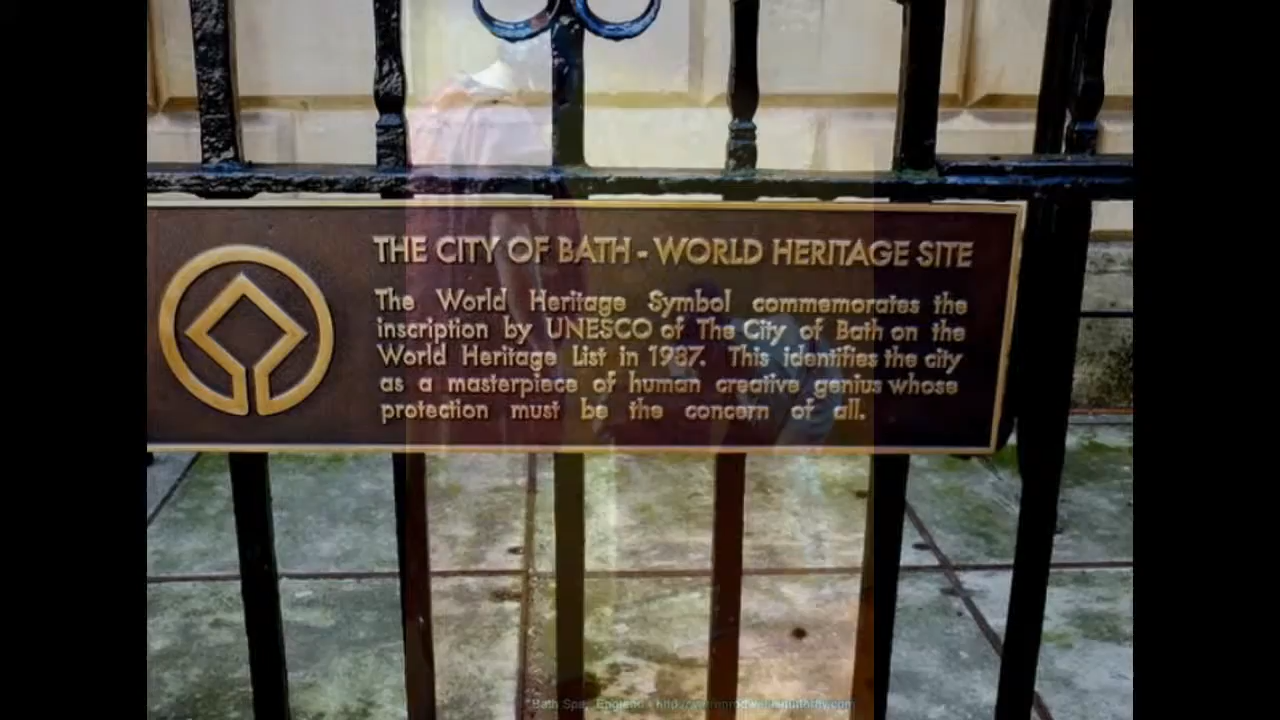 THE CITY OF BATH - WORLD HERITAGE SITE
The World Heritage Symbol commemorates the
inscription by UNESCO of The City of Bath on the
World Heritage List in 1987. This identifies the city
as a masterpiece of human creative genius whose
protection must be the concern of all.
Bath Spa, England -